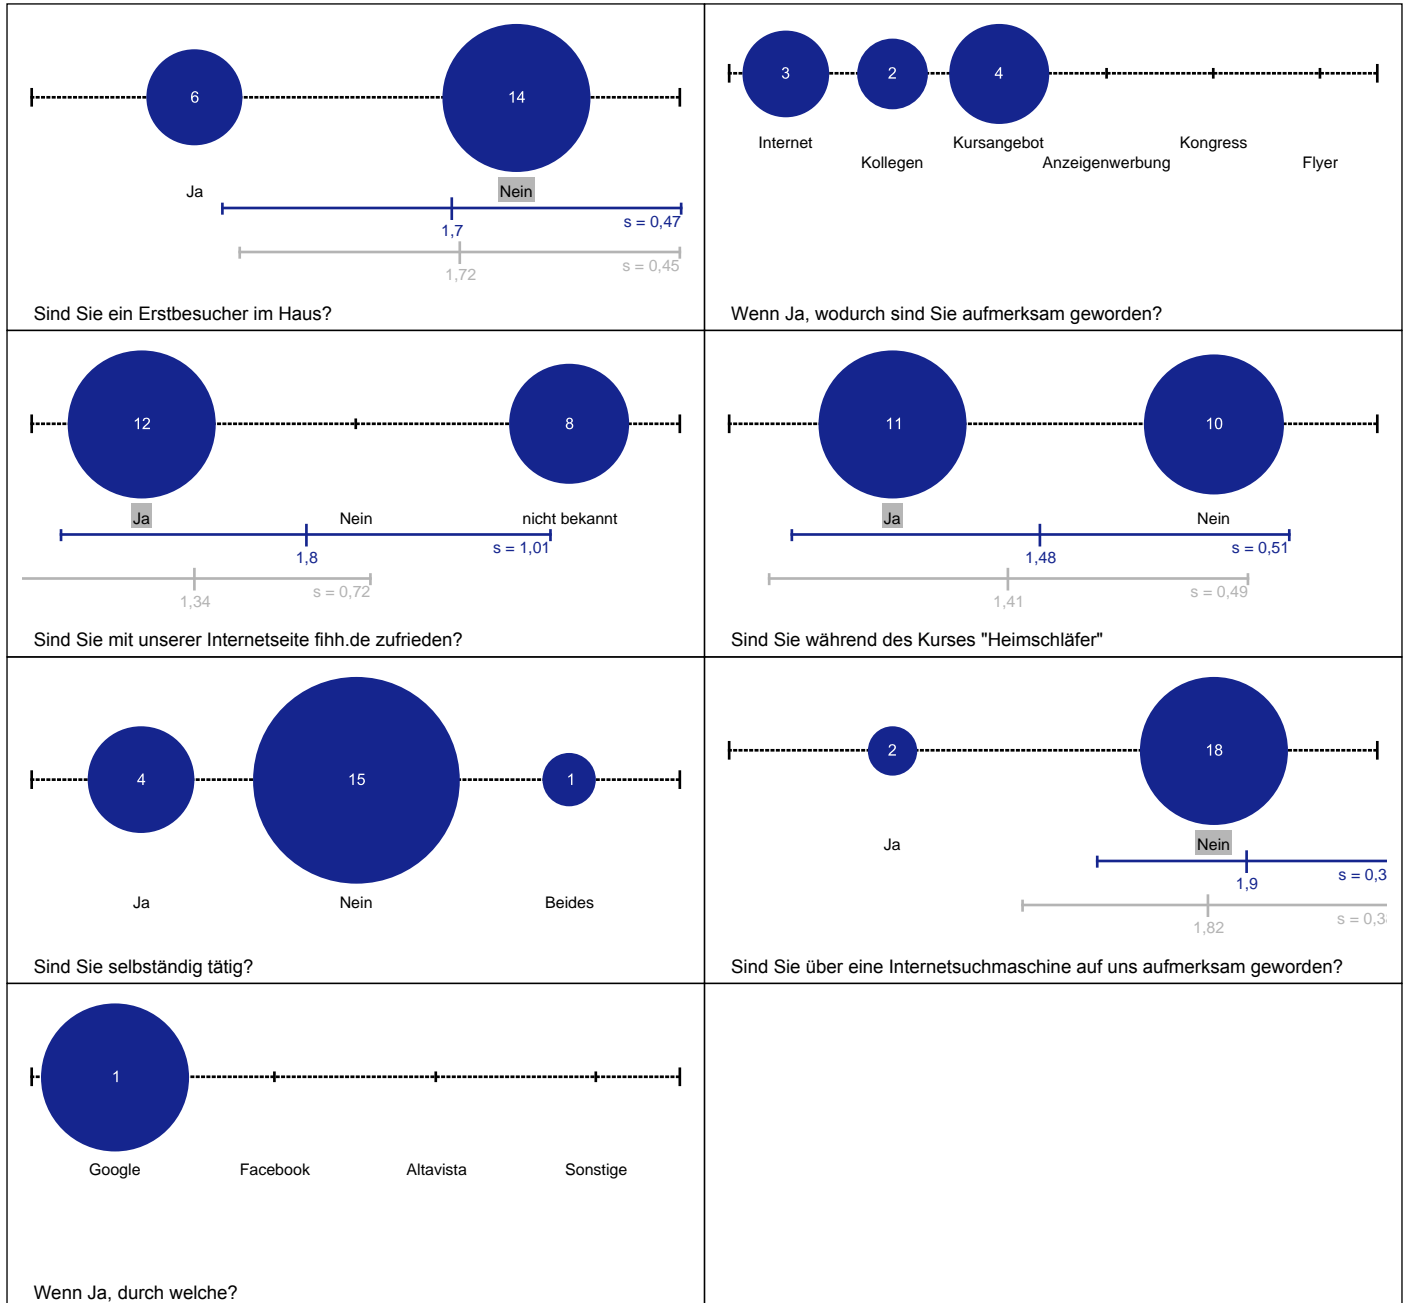 6
14
Ja
Nein
s = 0,47
1,7
s = 0,45
1,72
Sind Sie ein Erstbesucher im Haus?
3
2
4
Internet
Kursangebot
Kongress
Kollegen
Anzeigenwerbung
Flyer
Wenn Ja, wodurch sind Sie aufmerksam geworden?
12
8
Ja
Nein
nicht bekannt
s = 1,01
1,8
s = 0,72
1,34
Sind Sie mit unserer Internetseite fihh.de zufrieden?
11
10
Ja
Nein
s = 0,51
1,48
s = 0,49
1,41
Sind Sie während des Kurses "Heimschläfer"
4
15
1
Ja
Nein
Beides
Sind Sie selbständig tätig?
2
18
Ja
Nein
s = 0,3
1,9
s = 0,3
1,82
Sind Sie über eine Internetsuchmaschine auf uns aufmerksam geworden?
1
Google
Facebook
Altavista
Sonstige
Wenn Ja, durch welche?